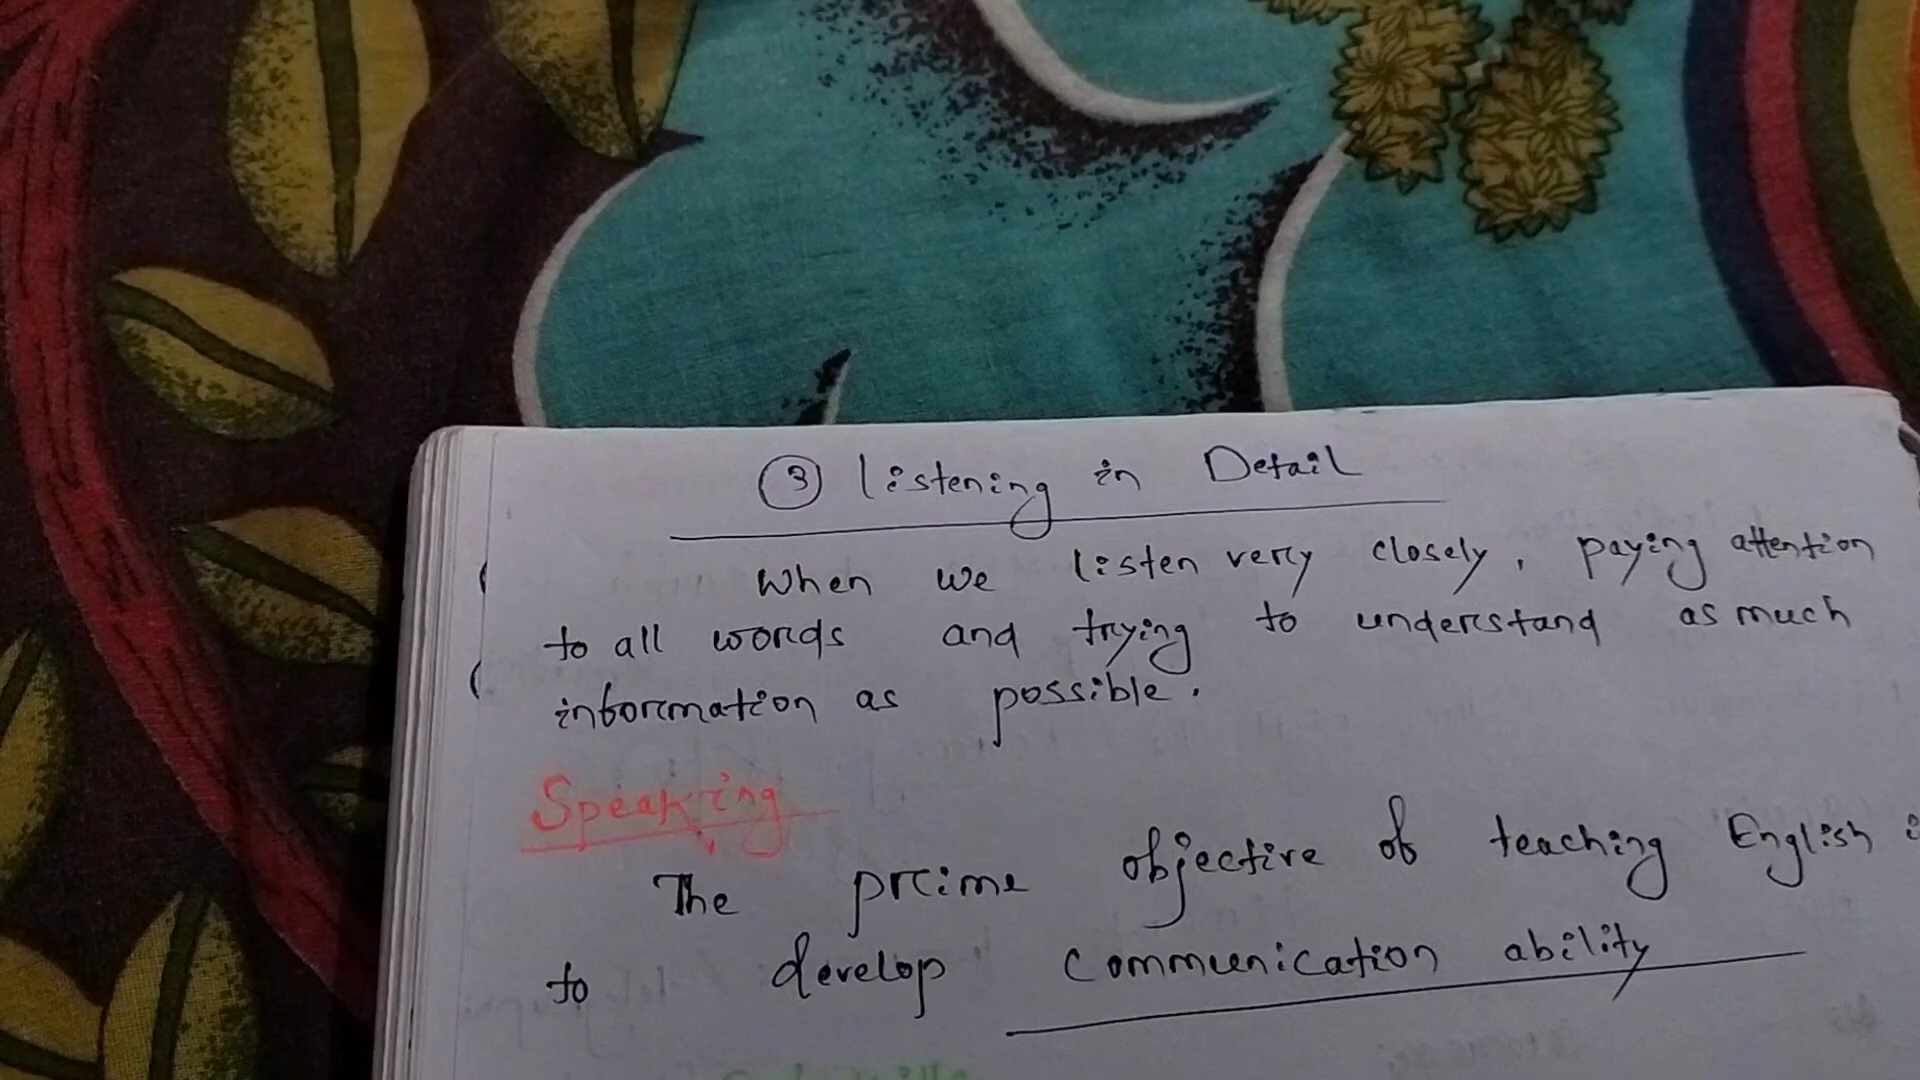 ③ Listening in Detail
When we listen very closely, paying attention
to all words and trying to understand as much
information as possible.
Speaking
The prime objective of teaching English
to develop communication ability